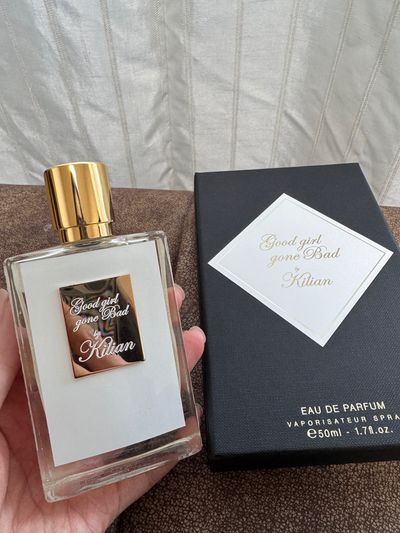 Good girl
gone Bad
by
Kilian
Good girl
gone Bad
by
Kilian
EAU DE PARFUM
VAPORISATEUR SPRA
℮50ml - 1.7fl.oz.